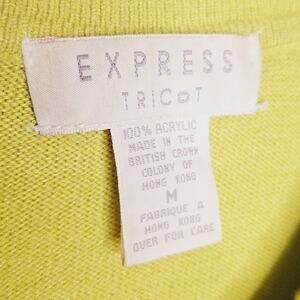 EXPRESS
TRICOT
100% ACRYLIC
MADE IN THE
BRITISH CROWN
COLONY OF
HONG KONG
M
FABRIQUE A
HONG KONG
OVER FOR CARE